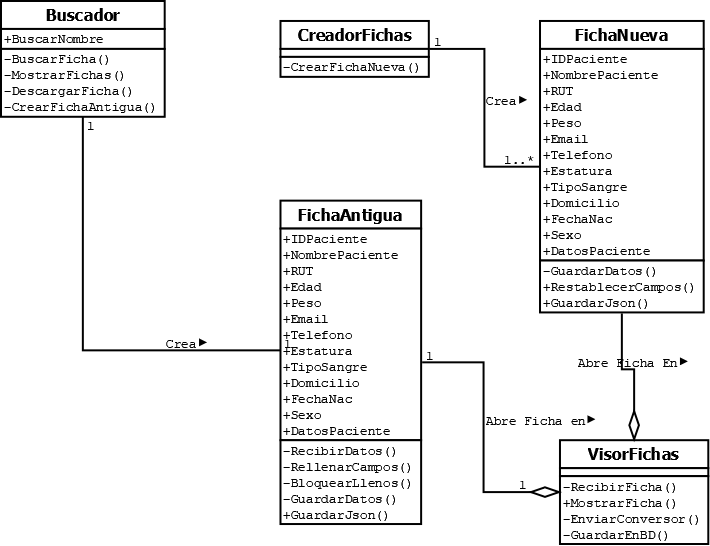 Buscador
+BuscarNombre
-BuscarFicha()
-MostrarFichas()
-DescargarFicha()
-CrearFichaAntigua()
1
Crea
1
CreadorFichas
-CrearFichaNueva()
1
Crea
1..*
FichaNueva
+IDPaciente
+NombrePaciente
+RUT
+Edad
+Peso
+Email
+Telefono
+Estatura
+TipoSangre
+Domicilio
+FechaNac
+Sexo
+DatosPaciente
-GuardarDatos()
+RestablecerCampos()
+GuardarJson()
Abre Ficha En
FichaAntigua
+IDPaciente
+NombrePaciente
+RUT
+Edad
+Peso
+Email
+Telefono
+Estatura
+TipoSangre
+Domicilio
+FechaNac
+Sexo
+DatosPaciente
-RecibirDatos()
-RellenarCampos()
-BloquearLlenos()
-GuardarDatos()
+GuardarJson()
1
Abre Ficha en
1
VisorFichas
-RecibirFicha()
+MostrarFicha()
-EnviarConversor()
-GuardarEnBD()